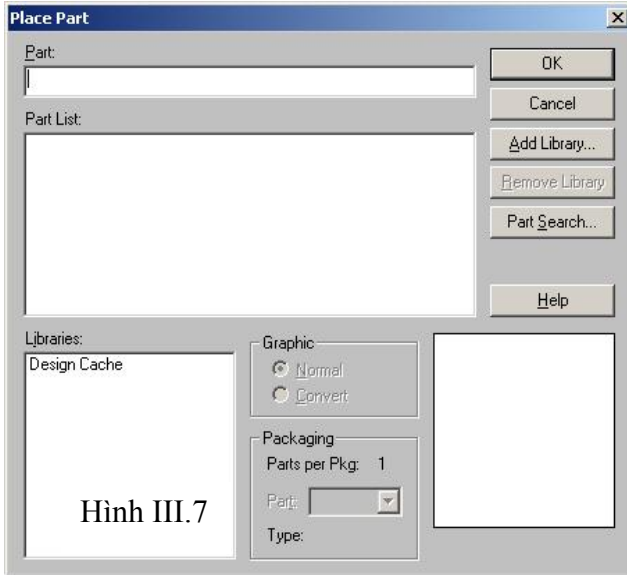 Place Part
Part:
OK
Cancel
Part List:
Add Library...
Remove Library
Part Search...
Help
Libraries:
Design Cache
Graphic
Normal
Convert
Packaging
Parts per Pkg: 1
Part:
Type:
Hình III.7